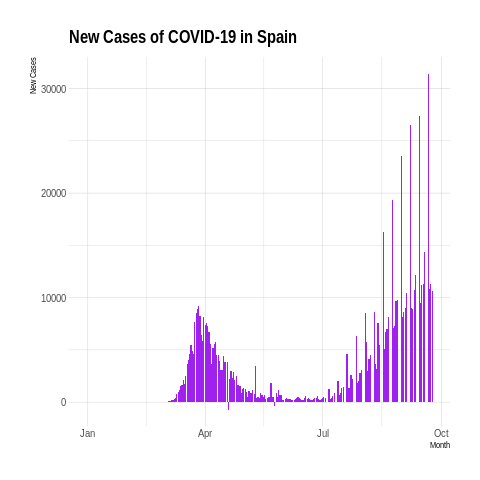 New Cases of COVID-19 in Spain
New Cases
30000
20000
10000
0
Jan Apr Jul Oct
Month